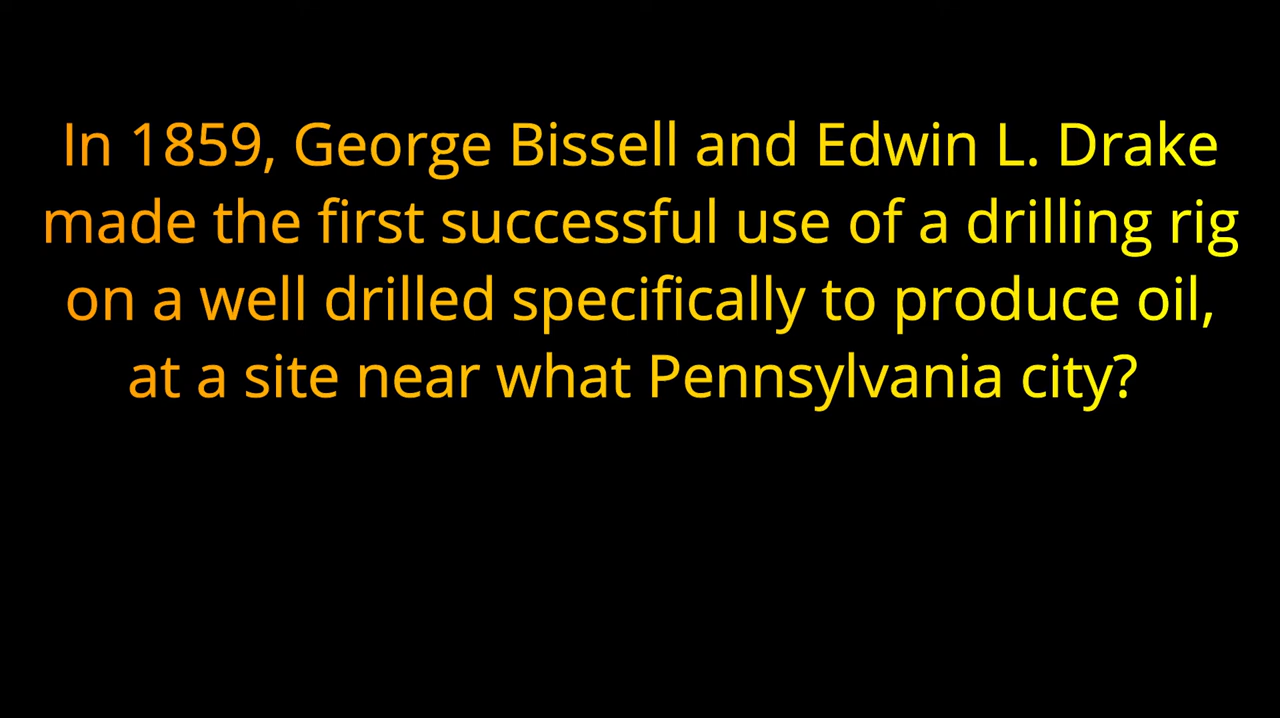 In 1859, George Bissell and Edwin L. Drake
made the first successful use of a drilling rig
on a well drilled specifically to produce oil,
at a site near what Pennsylvania city?